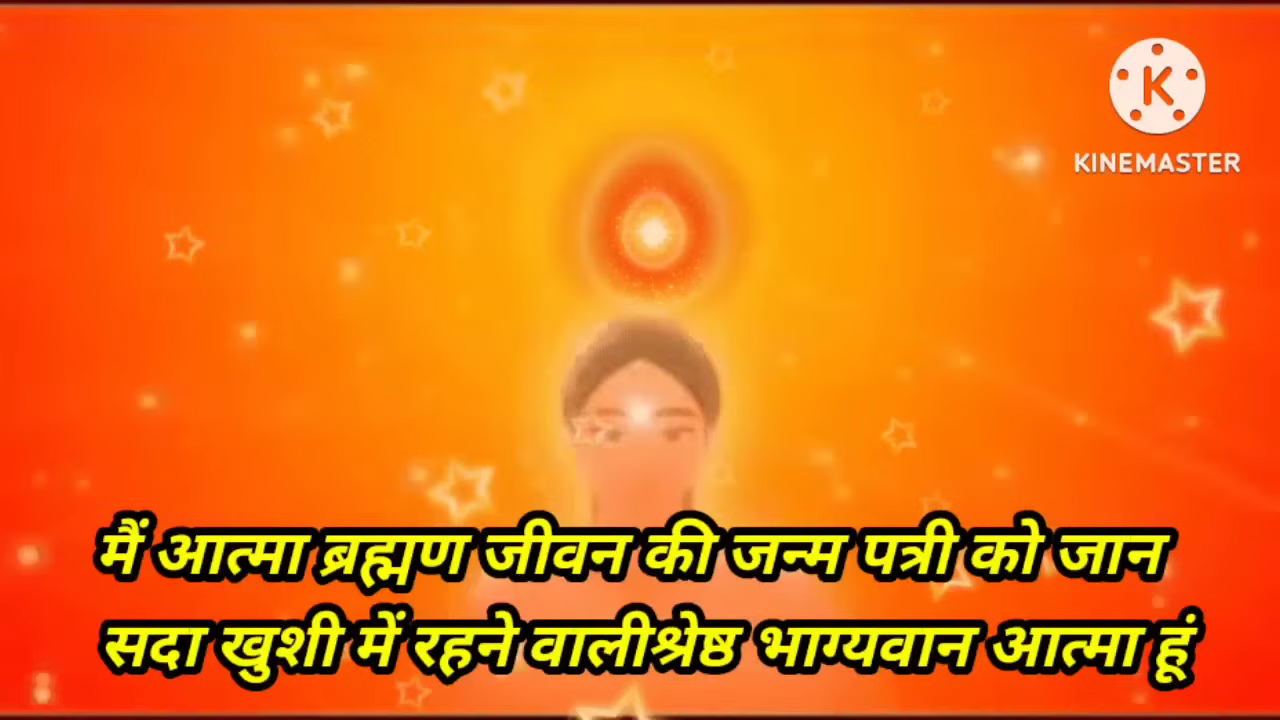 K
KINEMASTER
मैं आत्मा ब्रह्मण जीवन की जन्म पत्री को जान
सदा खुशी में रहने वालीश्रेष्ठ भाग्यवान आत्मा हूं